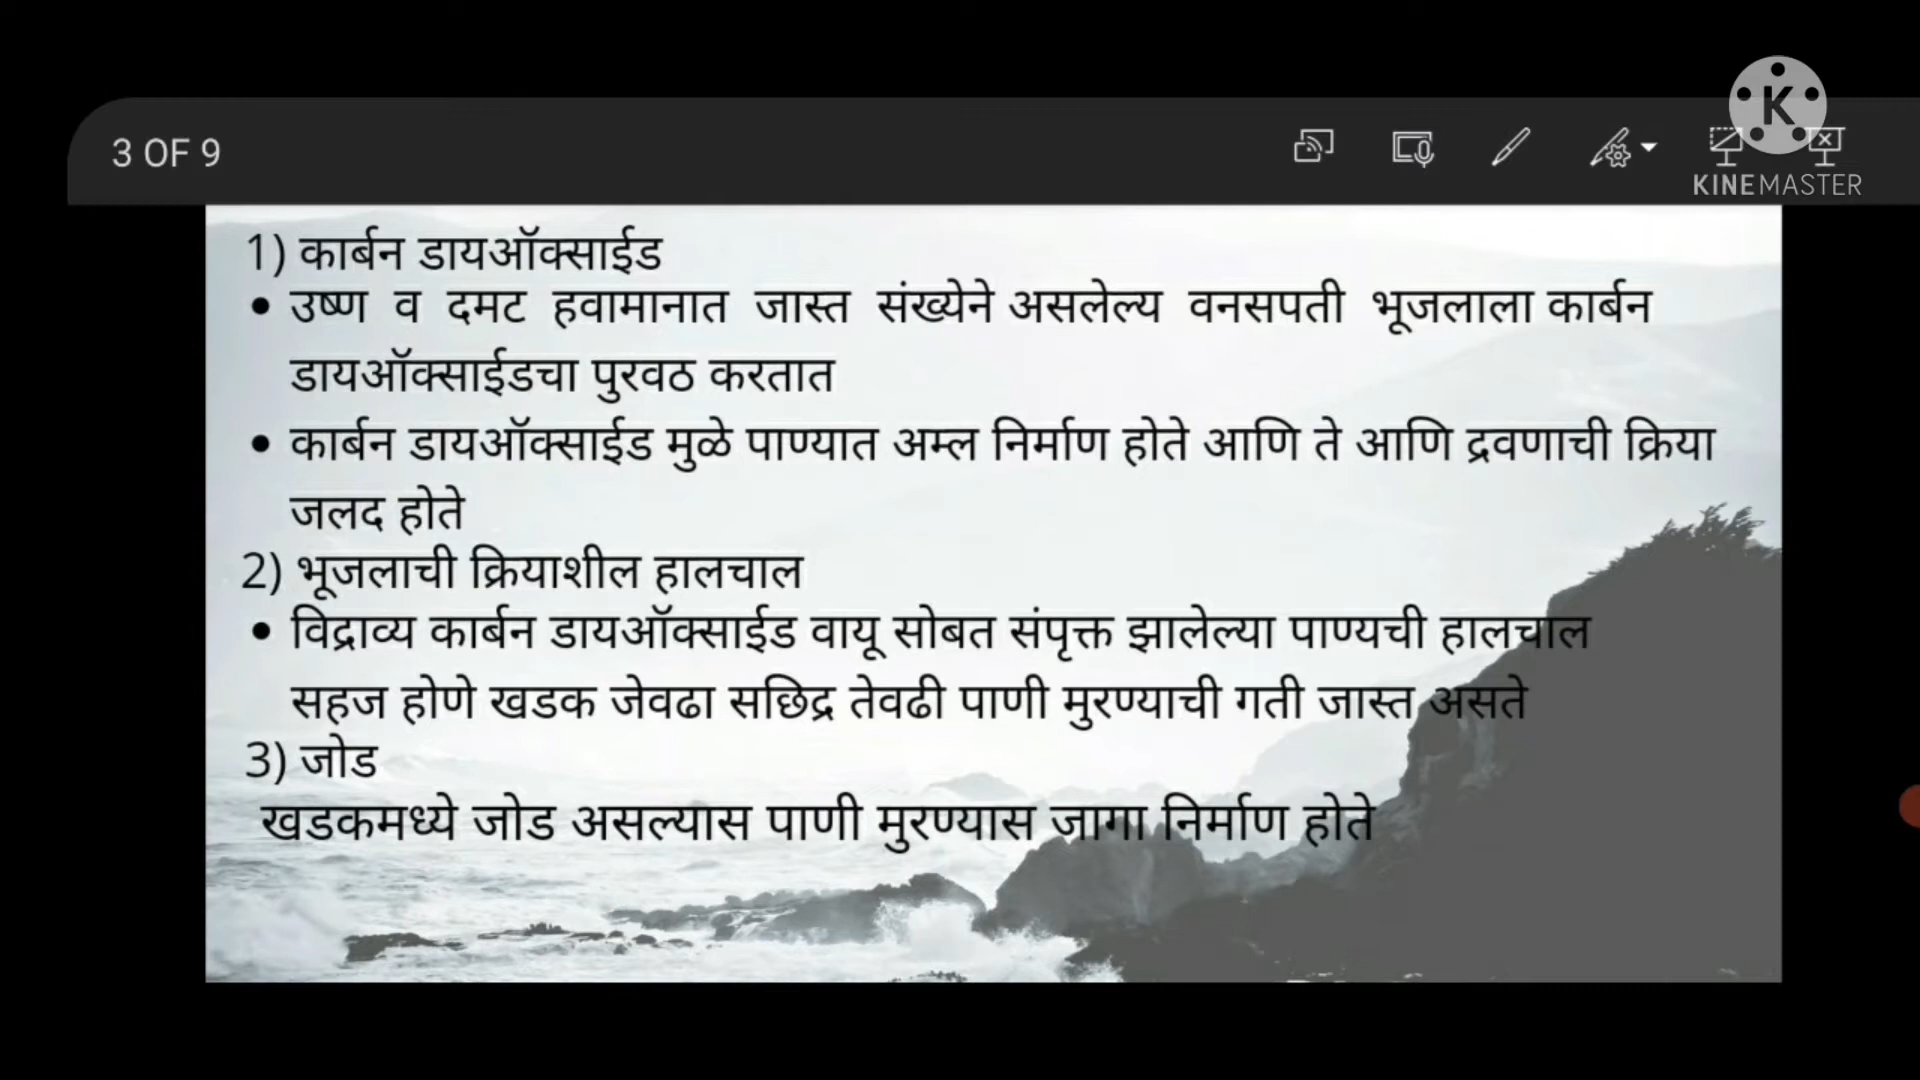 3 OF 9
KINEMASTER
1) कार्बन डायऑक्साईड
• उष्ण व दमट हवामानात जास्त संख्येने असलेल्य वनसपती भूजलाला कार्बन
डायऑक्साईडचा पुरवठ करतात
• कार्बन डायऑक्साईड मुळे पाण्यात अम्ल निर्माण होते आणि ते आणि द्रवणाची क्रिया
जलद होते
2) भूजलाची क्रियाशील हालचाल
• विद्राव्य कार्बन डायऑक्साईड वायू सोबत संपृक्त झालेल्या पाण्यची हालचाल
सहज होणे खडक जेवढा सछिद्र तेवढी पाणी मुरण्याची गती जास्त असते
3) जोड
खडकमध्ये जोड असल्यास पाणी मुरण्यास जागा निर्माण होते